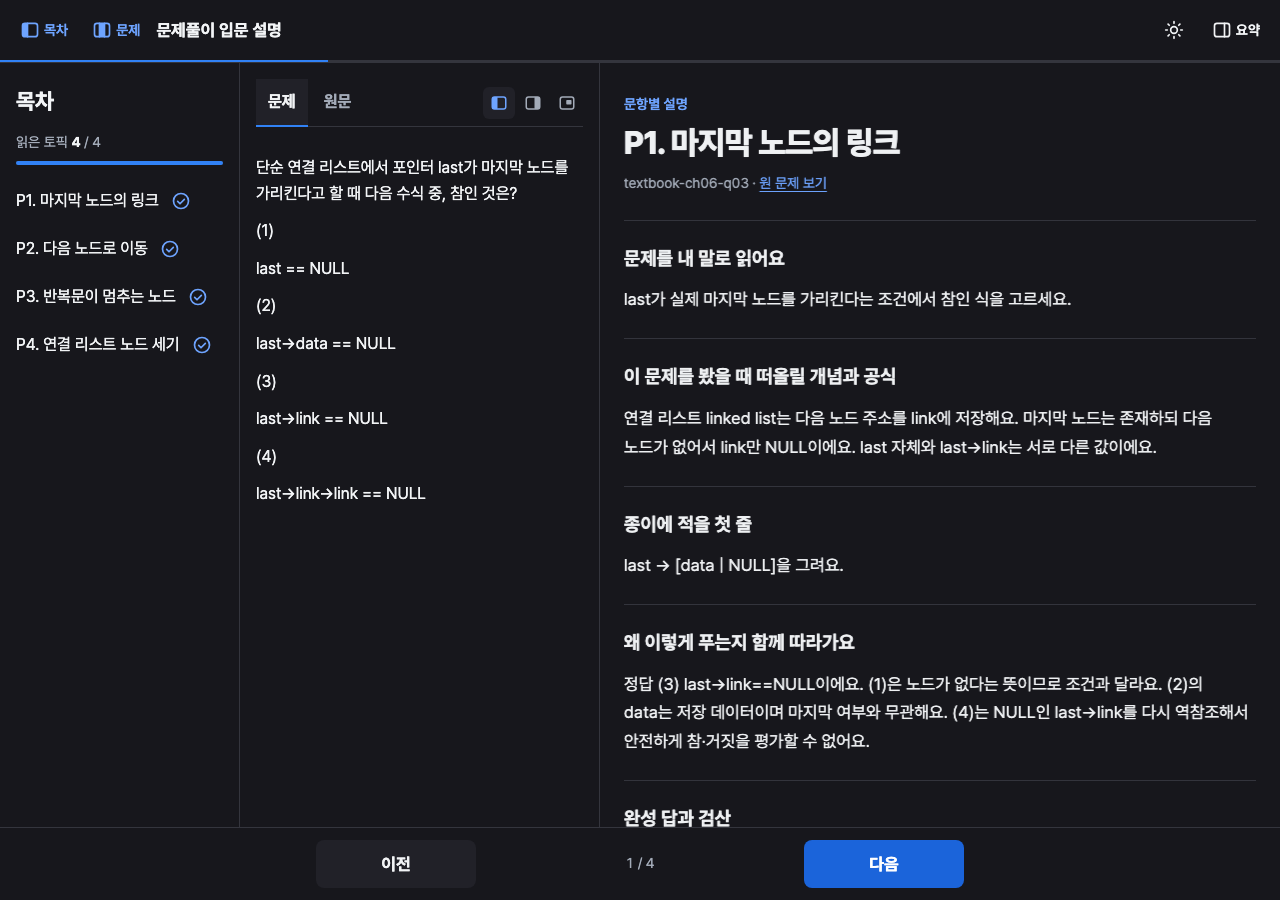 목차
문제
문제풀이 입문 설명
요약
목차
읽은 토픽 4 / 4
P1. 마지막 노드의 링크
P2. 다음 노드로 이동
P3. 반복문이 멈추는 노드
P4. 연결 리스트 노드 세기
문제
원문
단순 연결 리스트에서 포인터 last가 마지막 노드를
가리킨다고 할 때 다음 수식 중, 참인 것은?
(1)
last == NULL
(2)
last→data == NULL
(3)
last→link == NULL
(4)
last→link→link == NULL
문항별 설명
P1. 마지막 노드의 링크
textbook-ch06-q03 · 원 문제 보기
문제를 내 말로 읽어요
last가 실제 마지막 노드를 가리킨다는 조건에서 참인 식을 고르세요.
이 문제를 봤을 때 떠올릴 개념과 공식
연결 리스트 linked list는 다음 노드 주소를 link에 저장해요. 마지막 노드는 존재하되 다음
노드가 없어서 link만 NULL이에요. last 자체와 last→link는 서로 다른 값이에요.
종이에 적을 첫 줄
last → [data | NULL]을 그려요.
왜 이렇게 푸는지 함께 따라가요
정답 (3) last→link==NULL이에요. (1)은 노드가 없다는 뜻이므로 조건과 달라요. (2)의
data는 저장 데이터이며 마지막 여부와 무관해요. (4)는 NULL인 last→link를 다시 역참조해서
안전하게 참·거짓을 평가할 수 없어요.
완성 답과 검산
이전
1 / 4
다음